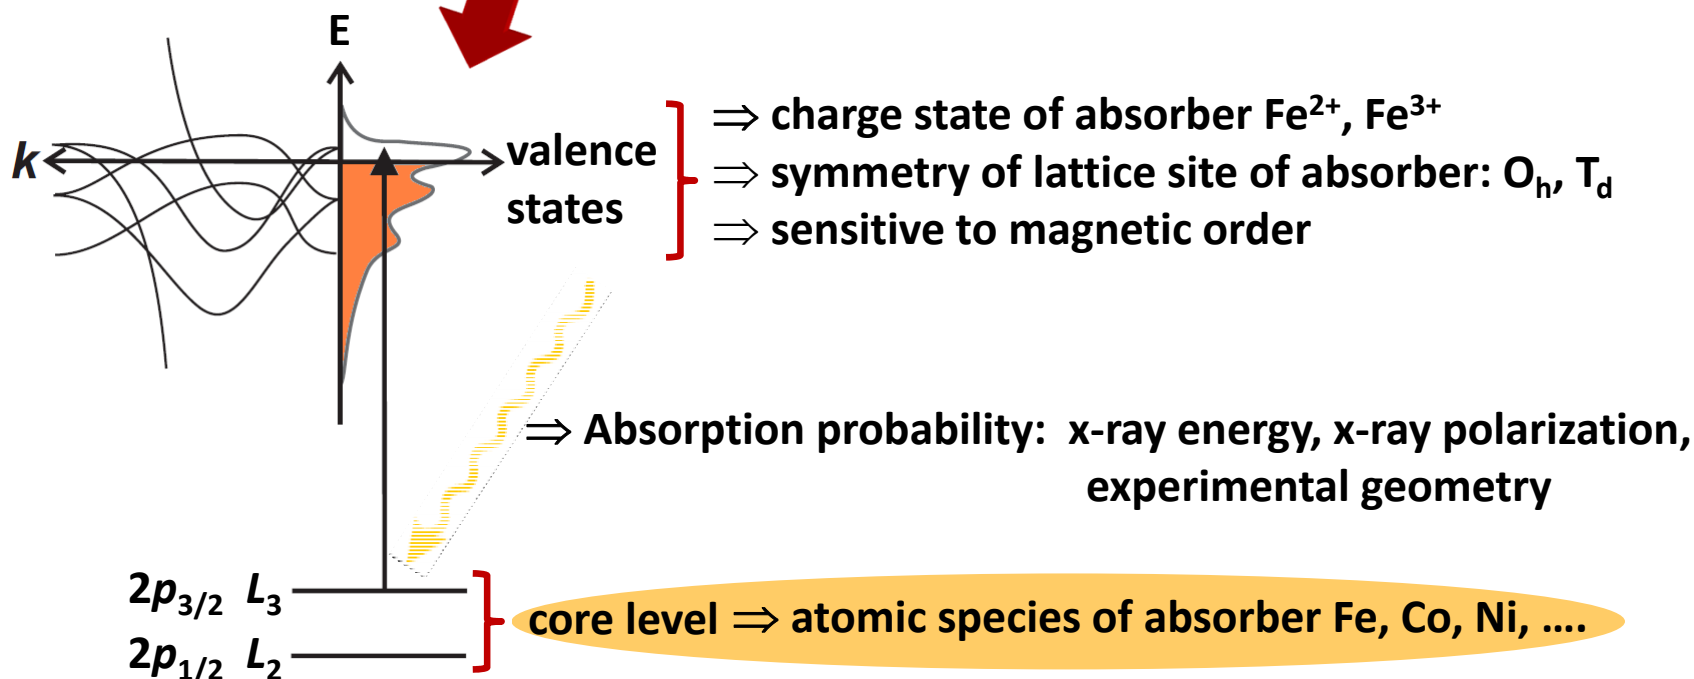 E
k
valence
states
⇒ charge state of absorber Fe²⁺, Fe³⁺
⇒ symmetry of lattice site of absorber: Oₕ, T_d
⇒ sensitive to magnetic order
⇒ Absorption probability: x-ray energy, x-ray polarization,
experimental geometry
2p₃/₂ L₃
2p₁/₂ L₂
core level ⇒ atomic species of absorber Fe, Co, Ni, ....